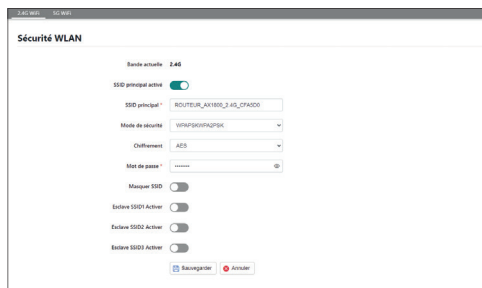 2.4G WiFi 5G WiFi
Sécurité WLAN
Bande actuelle 2.4G
SSID principal activé
SSID principal * ROUTEUR_AX1800_2.4G_CFA5D0
Mode de sécurité WPAPSKWPA2PSK
Chiffrement AES
Mot de passe * ········
Masquer SSID
Esclave SSID1 Activer
Esclave SSID2 Activer
Esclave SSID3 Activer
Sauvegarder Annuler